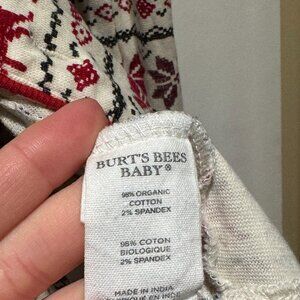 BURT'S BEES
BABY®
98% ORGANIC
COTTON
2% SPANDEX
98% COTON
BIOLOGIQUE
2% SPANDEX
MADE IN INDIA